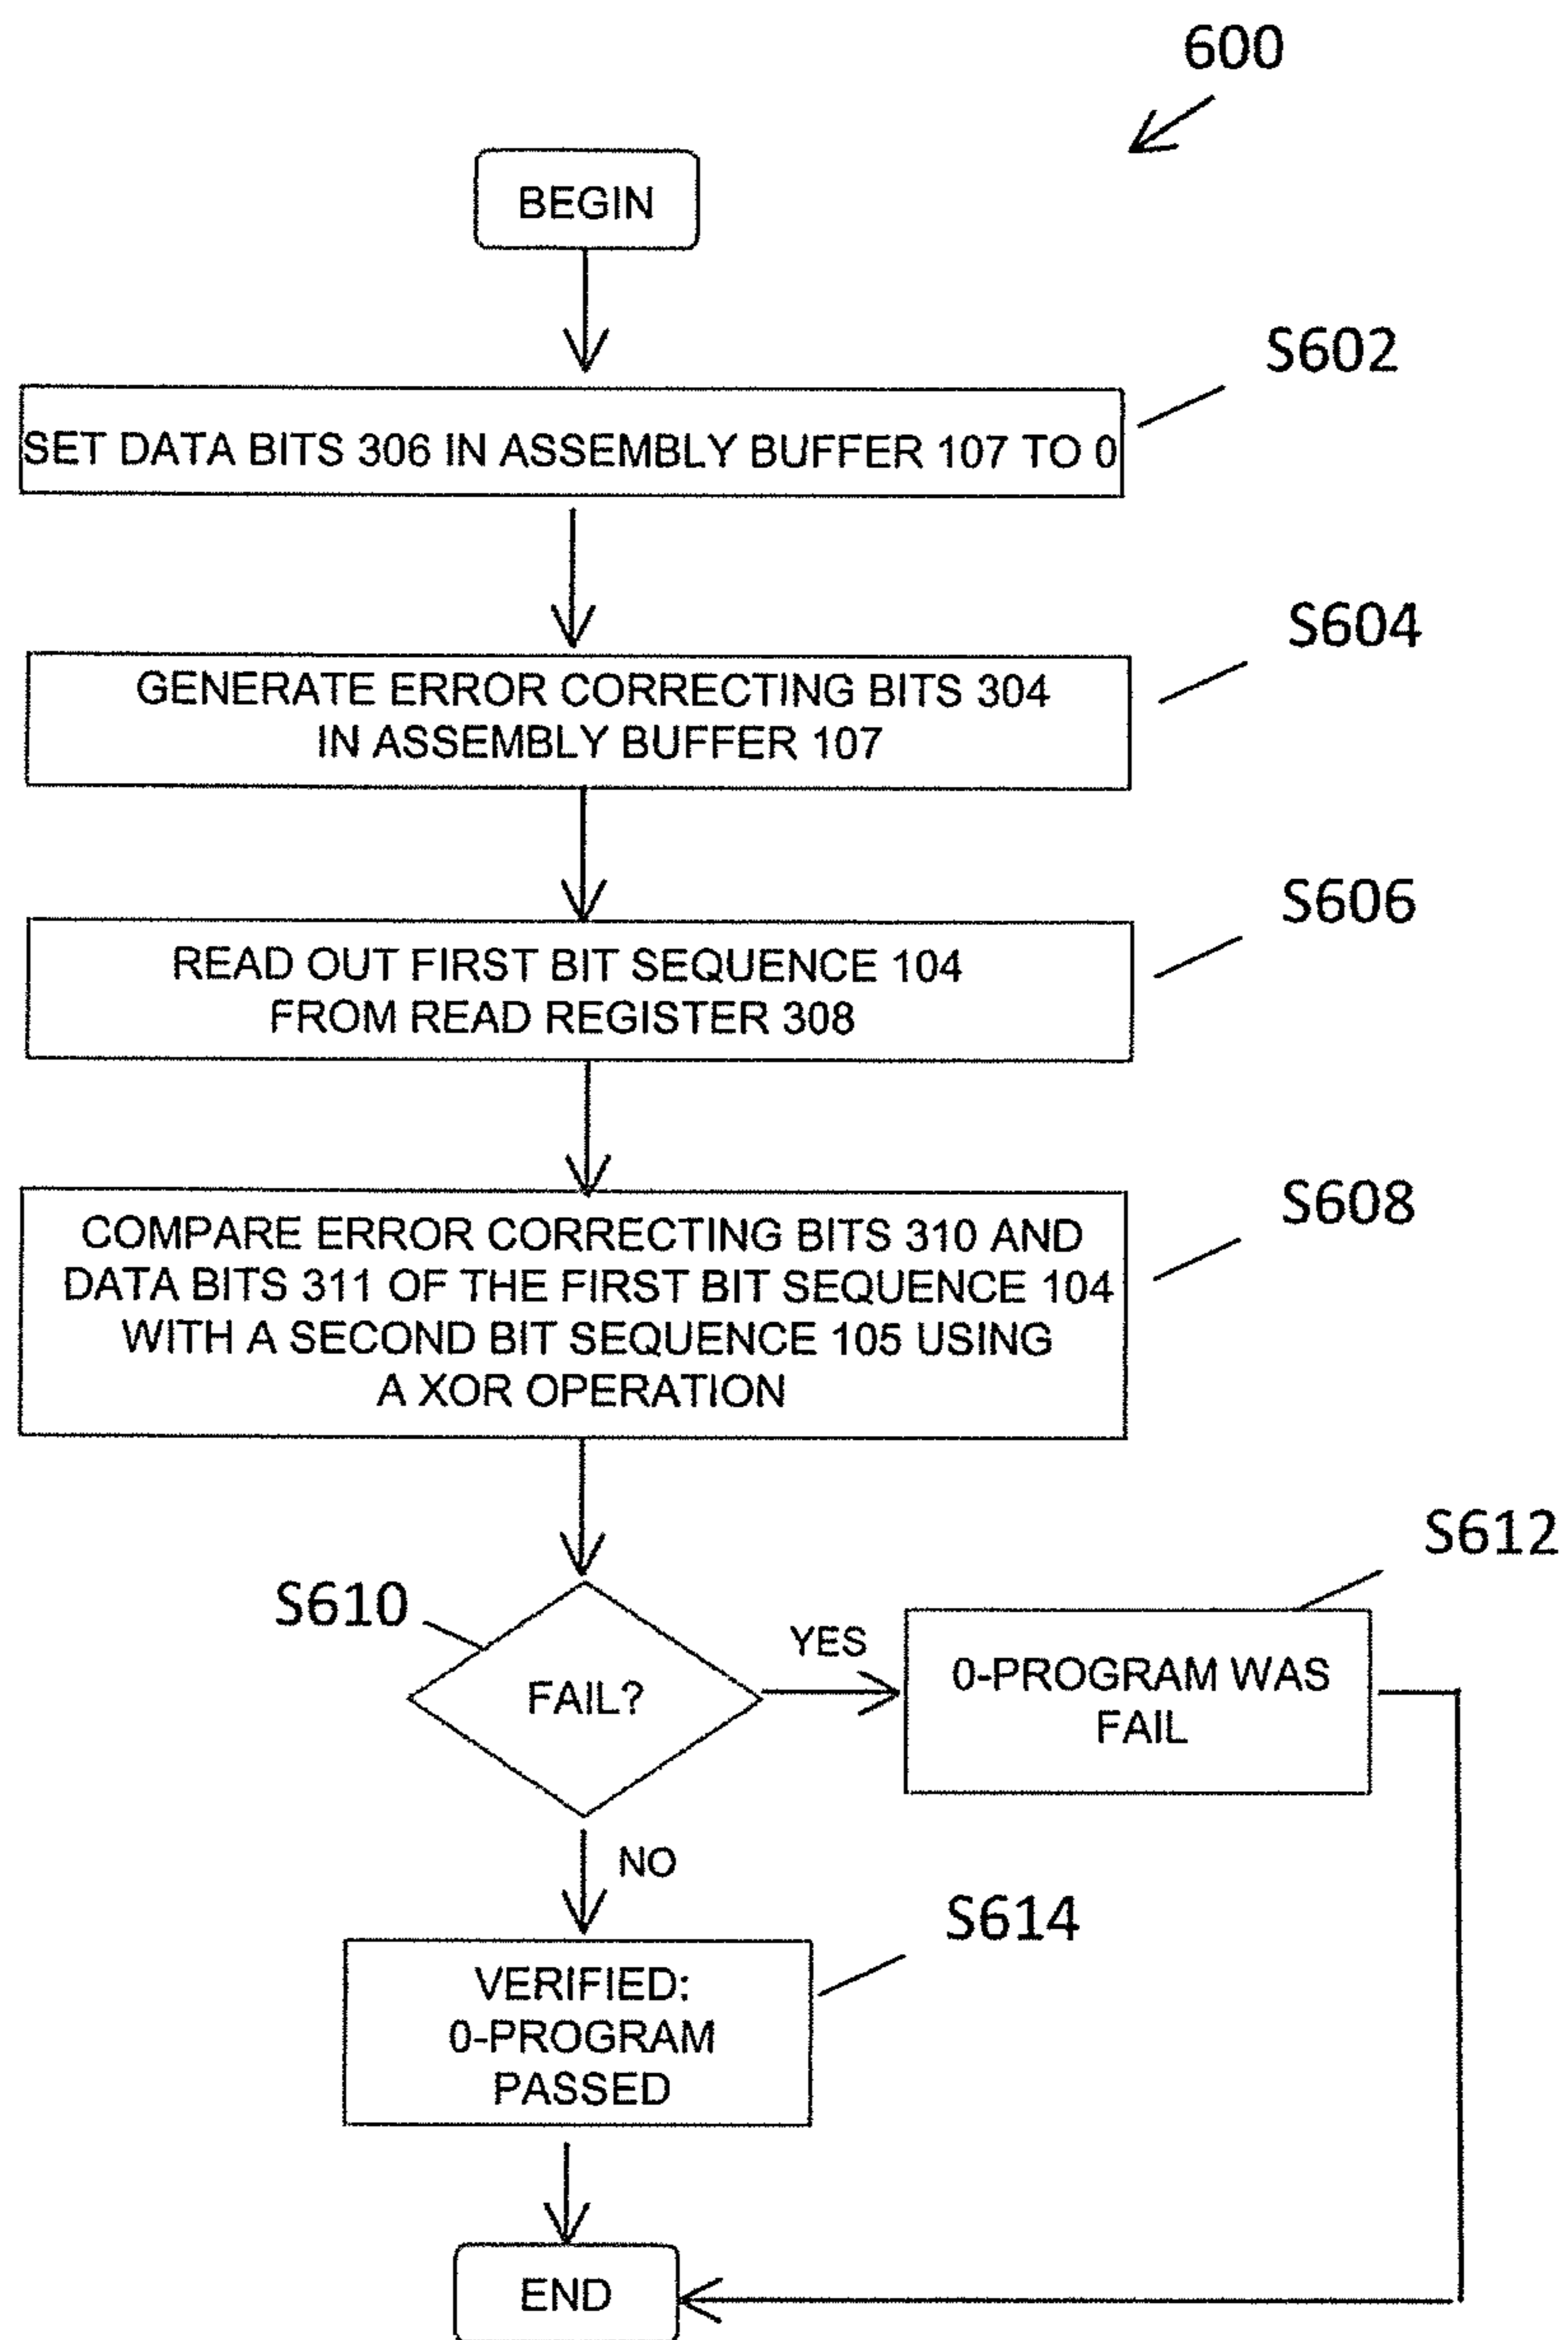 600
BEGIN
S602
SET DATA BITS 306 IN ASSEMBLY BUFFER 107 TO 0
S604
GENERATE ERROR CORRECTING BITS 304
IN ASSEMBLY BUFFER 107
S606
READ OUT FIRST BIT SEQUENCE 104
FROM READ REGISTER 308
S608
COMPARE ERROR CORRECTING BITS 310 AND
DATA BITS 311 OF THE FIRST BIT SEQUENCE 104
WITH A SECOND BIT SEQUENCE 105 USING
A XOR OPERATION
S610
FAIL?
YES
S612
0-PROGRAM WAS
FAIL
NO
S614
VERIFIED:
0-PROGRAM
PASSED
END